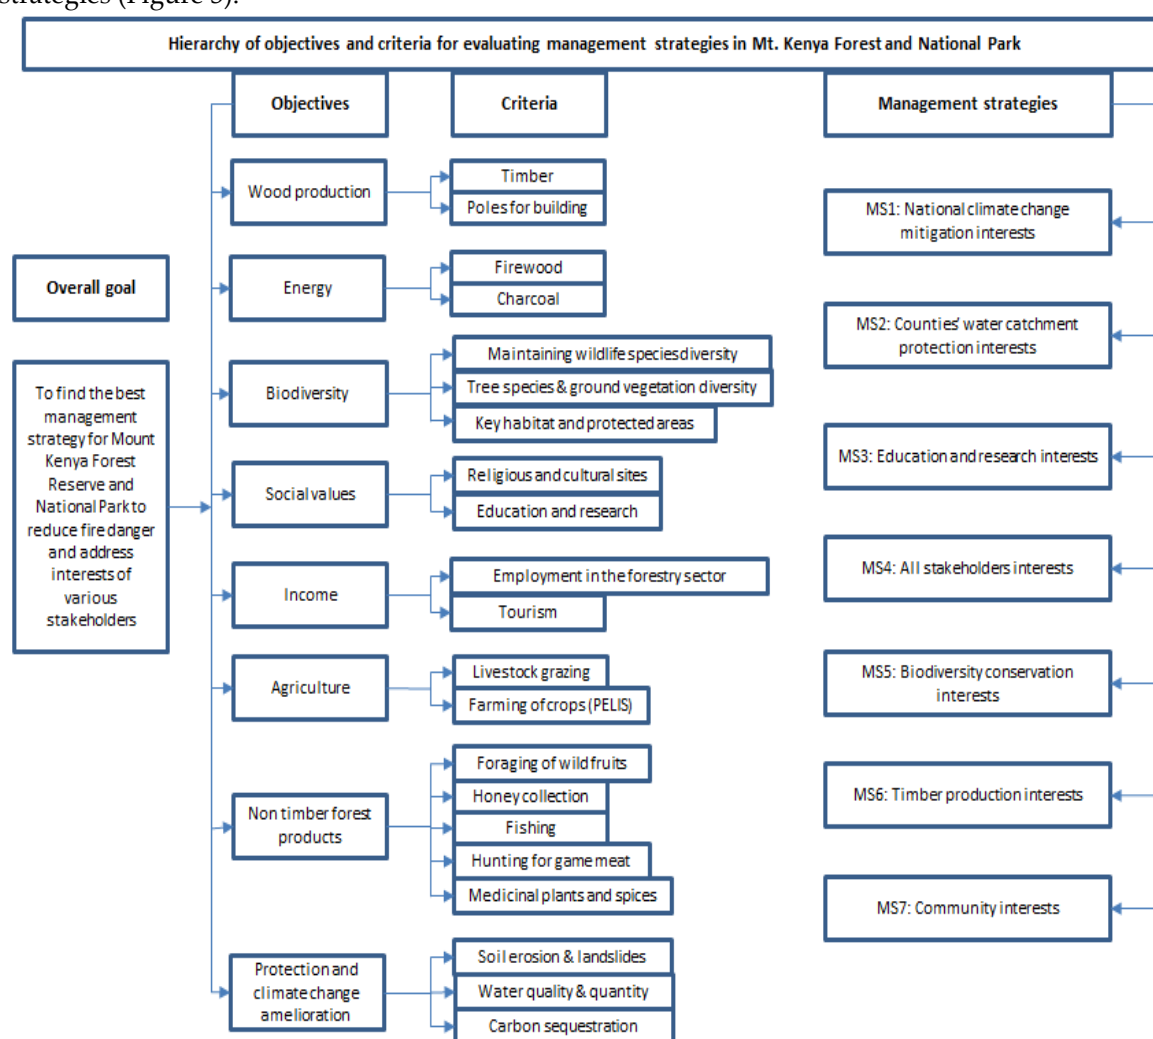 strategies (Figure 3).
Hierarchy of objectives and criteria for evaluating management strategies in Mt. Kenya Forest and National Park
Objectives
Criteria
Management strategies
Overall goal
To find the best
management
strategy for Mount
Kenya Forest
Reserve and
National Park to
reduce fire danger
and address
interests of
various
stakeholders
Wood production
Timber
Poles for building
Energy
Firewood
Charcoal
Biodiversity
Maintaining wildlife species diversity
Tree species & ground vegetation diversity
Key habitat and protected areas
Social values
Religious and cultural sites
Education and research
Income
Employment in the forestry sector
Tourism
Agriculture
Livestock grazing
Farming of crops (PELIS)
Non timber forest
products
Foraging of wild fruits
Honey collection
Fishing
Hunting for game meat
Medicinal plants and spices
Protection and
climate change
amelioration
Soil erosion & landslides
Water quality & quantity
Carbon sequestration
MS1: National climate change
mitigation interests
MS2: Counties' water catchment
protection interests
MS3: Education and research interests
MS4: All stakeholders interests
MS5: Biodiversity conservation
interests
MS6: Timber production interests
MS7: Community interests